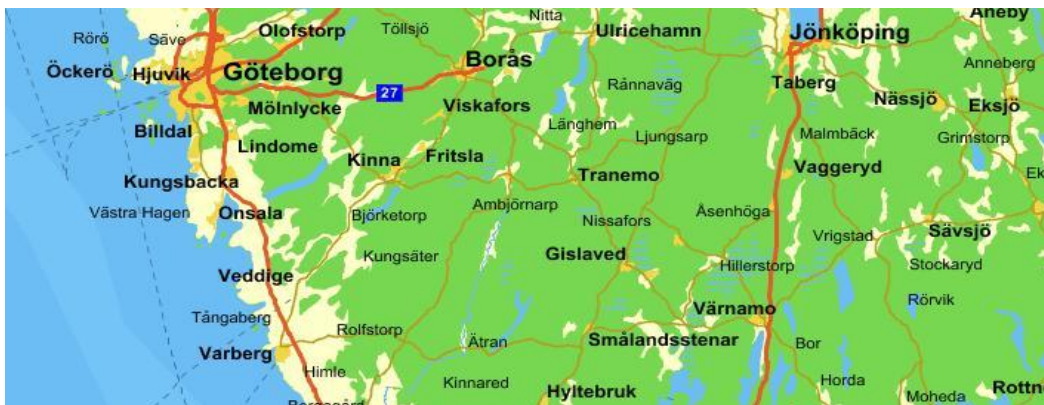 Nitta
Aneby
Rörö
Säve
Olofstorp
Töllsjö
Ulricehamn
Jönköping
Öckerö
Hjuvik
Göteborg
Borås
Anneberg
Rånnaväg
Taberg
27
Mölnlycke
Viskafors
Nässjö
Eksjö
Billdal
Länghem
Ljungsarp
Malmbäck
Grimstorp
Lindome
Kinna
Fritsla
Vaggeryd
Kungsbacka
Tranemo
Ek
Västra Hagen
Onsala
Björketorp
Ambjörnarp
Nissafors
Åsenhöga
Vrigstad
Sävsjö
Kungsäter
Gislaved
Hillerstorp
Stockaryd
Veddige
Rörvik
Tångaberg
Rolfstorp
Värnamo
Varberg
Ätran
Smålandsstenar
Bor
Himle
Kinnared
Hyltebruk
Horda
Moheda
Rottn